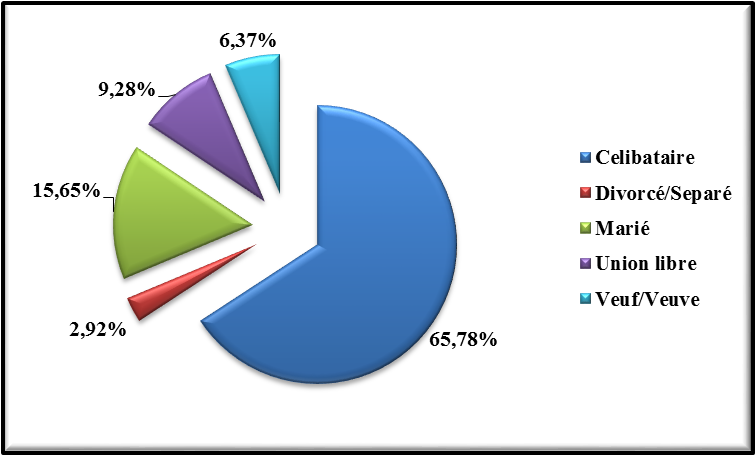 6,37%
9,28%
15,65%
2,92%
65,78%
Celibataire
Divorcé/Separé
Marié
Union libre
Veuf/Veuve